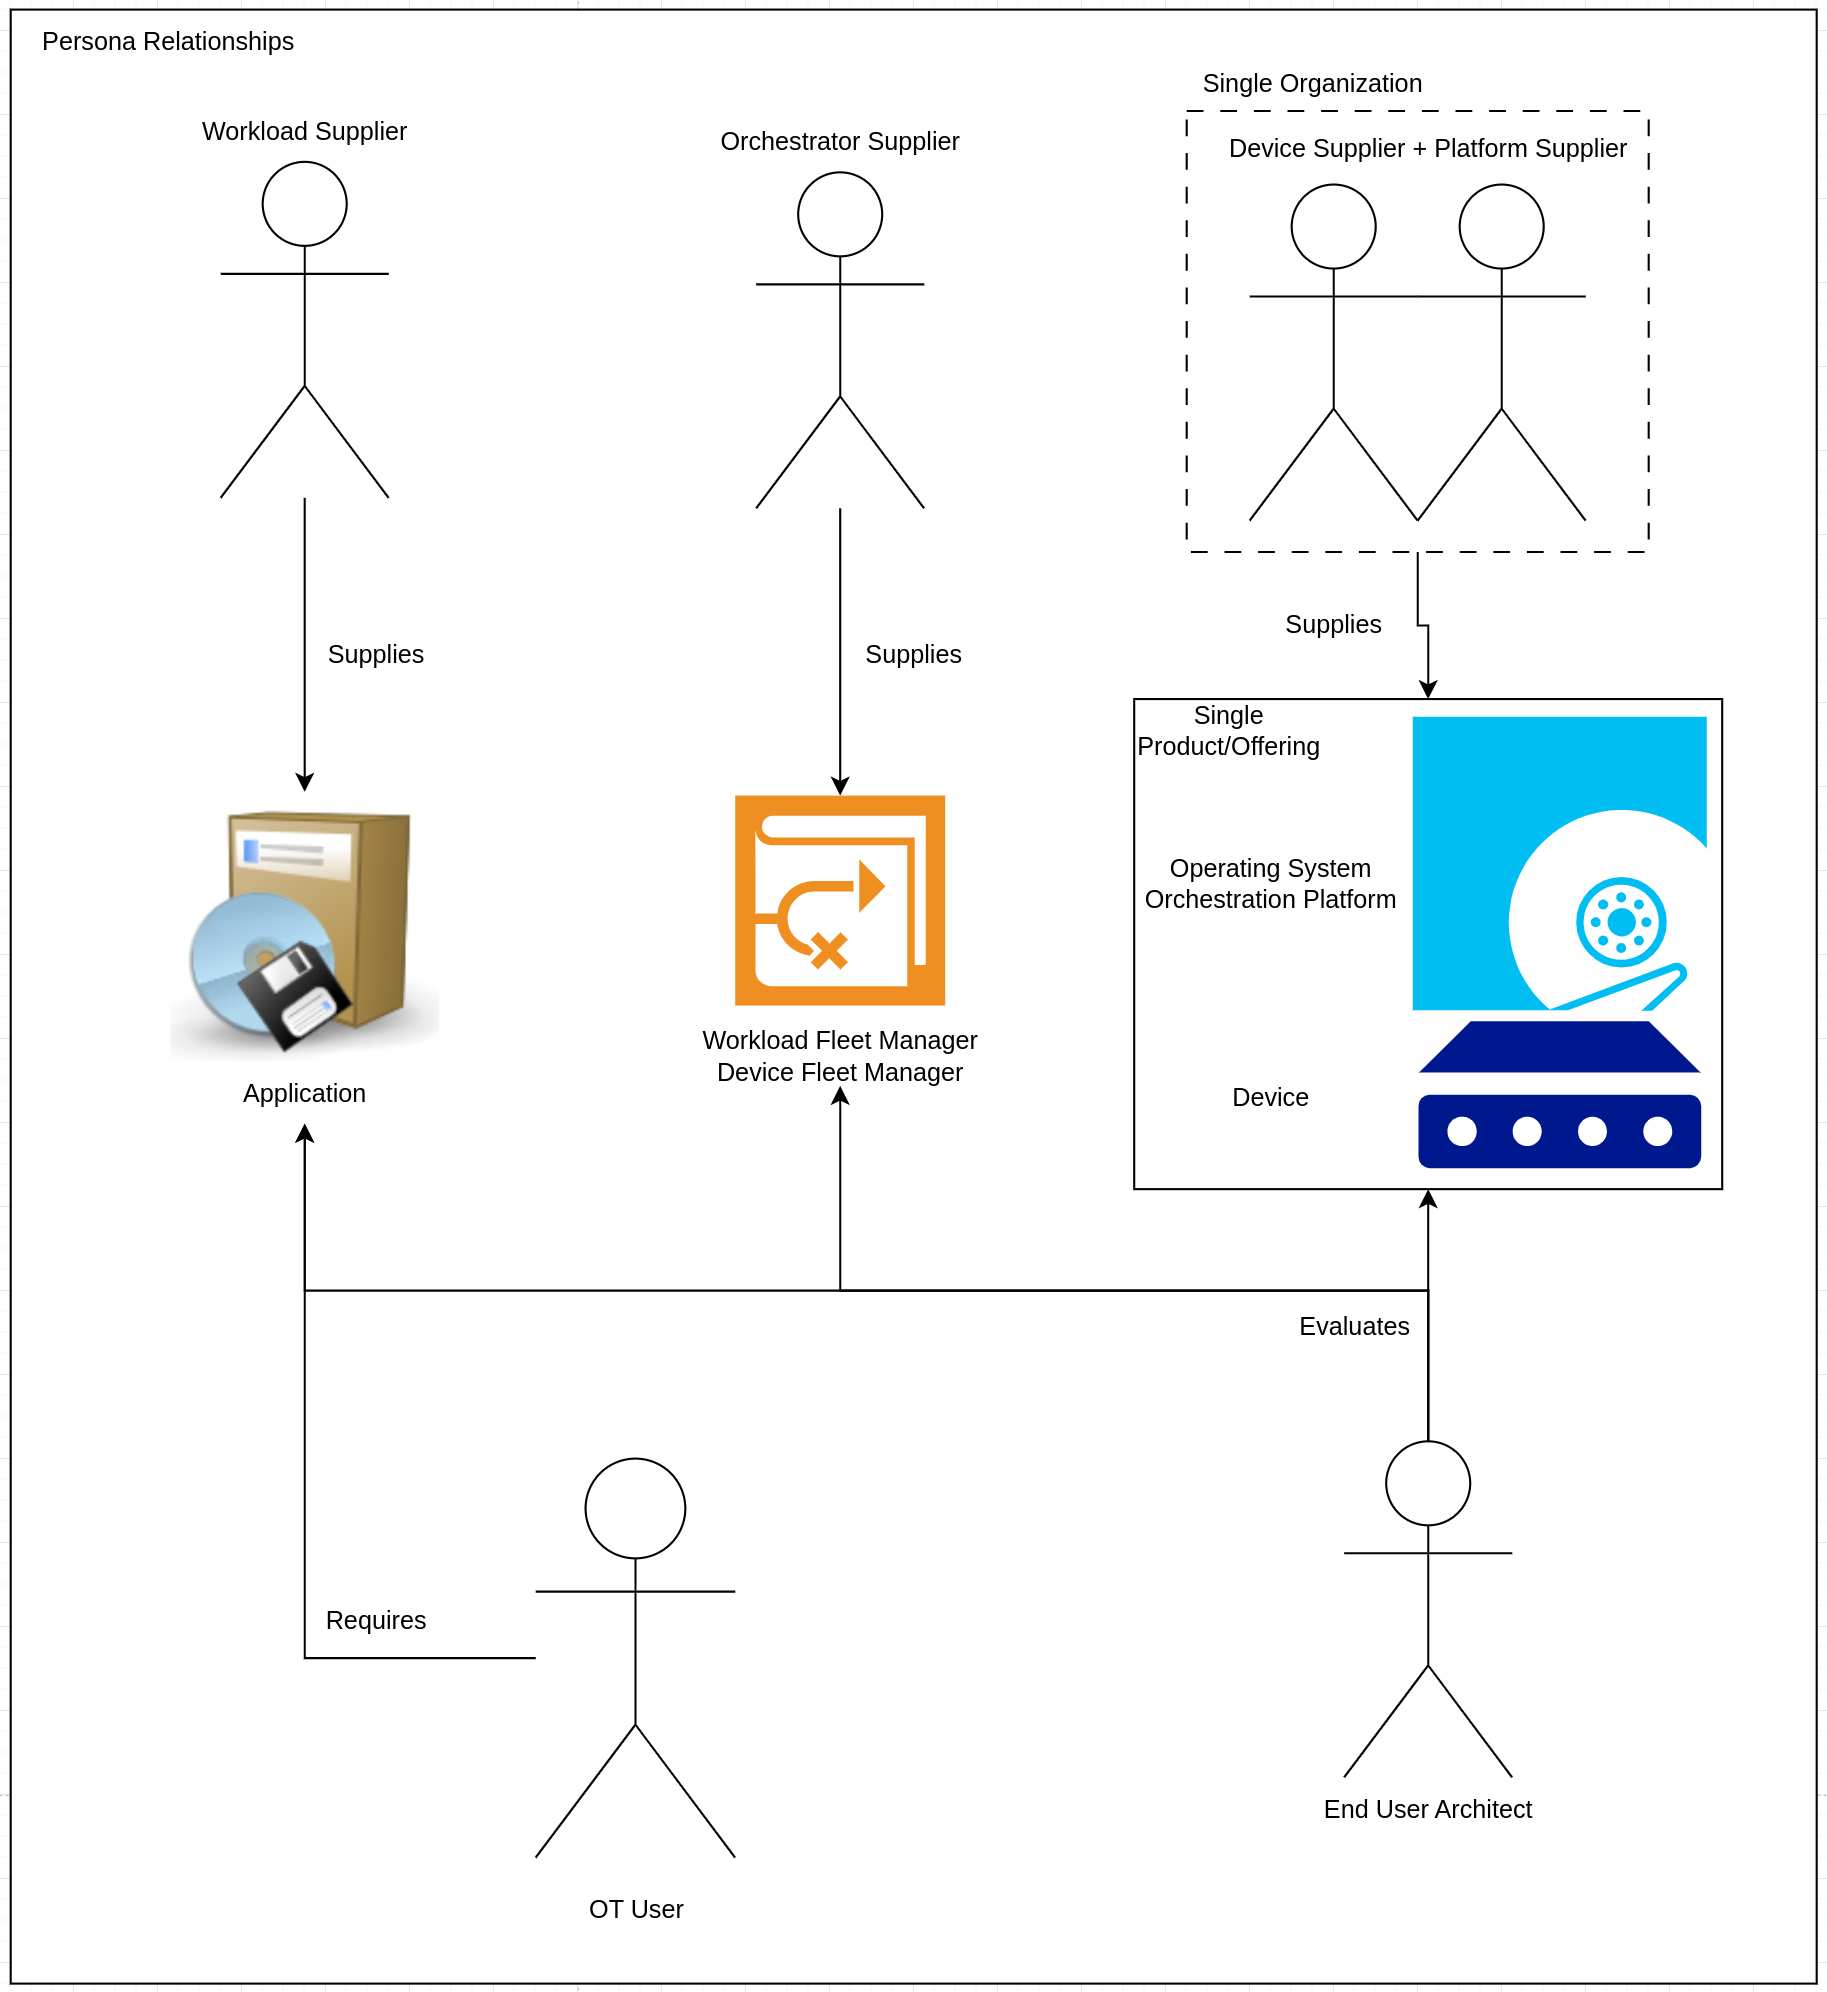 Persona Relationships
Single Organization
Workload Supplier
Orchestrator Supplier
Device Supplier + Platform Supplier
Supplies
Supplies
Supplies
Single
Product/Offering
Operating System
Orchestration Platform
Device
Workload Fleet Manager
Device Fleet Manager
Application
Evaluates
Requires
End User Architect
OT User